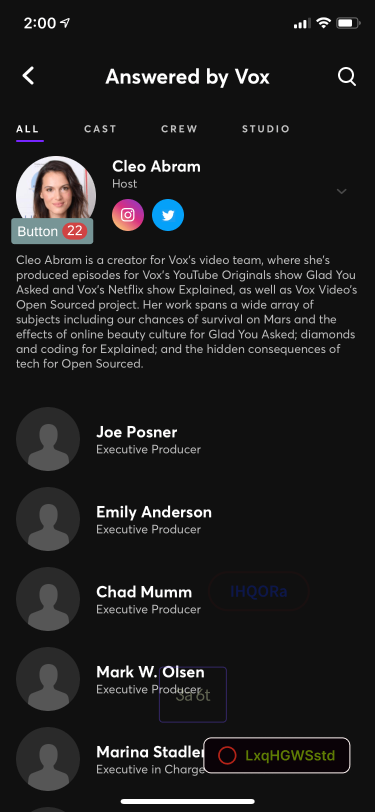 2:00
Answered by Vox
ALL CAST CREW STUDIO
Cleo Abram
Host
Button 22
Cleo Abram is a creator for Vox's video team, where she's
produced episodes for Vox's YouTube Originals show Glad You
Asked and Vox's Netflix show Explained, as well as Vox Video's
Open Sourced project. Her work spans a wide array of
subjects including our chances of survival on Mars and the
effects of online beauty culture for Glad You Asked; diamonds
and coding for Explained; and the hidden consequences of
tech for Open Sourced.
Joe Posner
Executive Producer
Emily Anderson
Executive Producer
Chad Mumm
IHQ0Ra
Executive Producer
Mark W. Olsen
Executive Producer
Marina Stadler
LxqHGWSstd
Executive in Charge